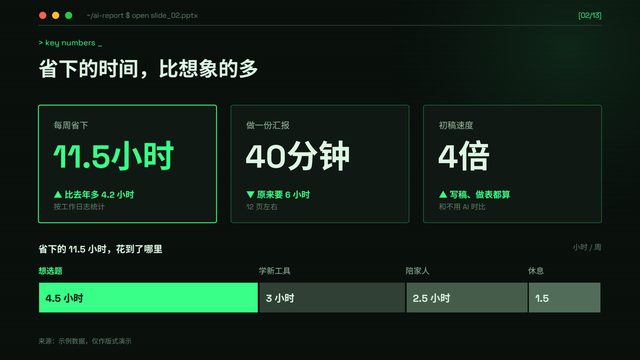 ~/ai-report $ open slide_02.pptx
[02/13]
> key numbers _
省下的时间，比想象的多
每周省下
11.5小时
▲ 比去年多 4.2 小时
按工作日志统计
做一份汇报
40分钟
▼ 原来要 6 小时
12 页左右
初稿速度
4倍
▲ 写稿、做表都算
和不用 AI 时比
省下的 11.5 小时，花到了哪里
小时 / 周
想选题
学新工具
陪家人
休息
4.5 小时
3 小时
2.5 小时
1.5
来源：示例数据，仅作版式演示